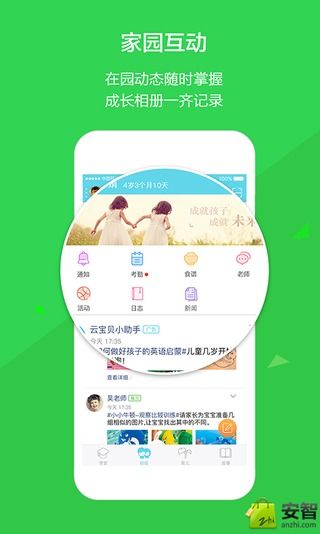 家园互动
在园动态随时掌握
成长相册一齐记录
100%
4岁3个月10天
成就孩子
成就
未来
通知
考勤
食谱
老师
活动
日志
新闻
云宝贝小助手 广告
今天 17:35
如何做好孩子的英语启蒙#儿童几岁开
查看详细
吴老师
今天 17:35
#小小牛顿-观察比较训练#请家长为宝宝准备几
组相似的图片,让宝宝找出其中的不同。
安智
anzhi.com